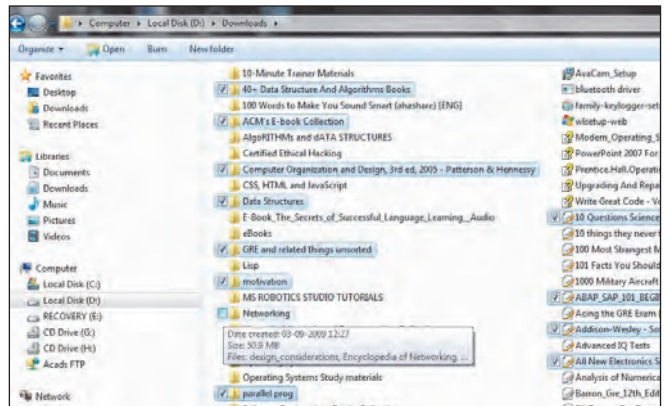 Computer ▸ Local Disk (D:) ▸ Downloads ▸
Organize Open Burn New folder
Favorites
Desktop
Downloads
Recent Places
Libraries
Documents
Downloads
Music
Pictures
Videos
Computer
Local Disk (C:)
Local Disk (D:)
RECOVERY (E:)
CD Drive (G:)
CD Drive (H:)
Acads FTP
Network
10-Minute Trainer Materials
40+ Data Structure And Algorithms Books
100 Words to Make You Sound Smart (ahashare) [ENG]
ACM's E-book Collection
AlgoRITHMs and dATA STRUCTURES
Certified Ethical Hacking
Computer Organization and Design, 3rd ed, 2005 - Patterson & Hennessy
CSS, HTML and JavaScript
Data Structures
E-Book_The_Secrets_of_Successful_Language_Learning__Audio
eBooks
GRE and related things unsorted
Lisp
motivation
MS ROBOTICS STUDIO TUTORIALS
Networking
Date created: 03-09-2009 12:27
Size: 50.9 MB
Files: design_considerations, Encyclopedia of Networking, ...
Operating Systems Study materials
parallel prog
AvaCam_Setup
bluetooth driver
family-keylogger-set
wisetup-web
Modern_Operating_S
PowerPoint 2007 For
Prentice.Hall.Operati
Upgrading And Repa
Write Great Code - Vo
10 Questions Science
10 things they never t
100 Most Strangest M
101 Facts You Should
1000 Military Aircraft
ABAP_SAP_101_BEGI
Acing the GRE Exam
Addison-Wesley - So
Advanced IQ Tests
All New Electronics S
Analysis of Numerica
Barron_Gre_12th_Edit